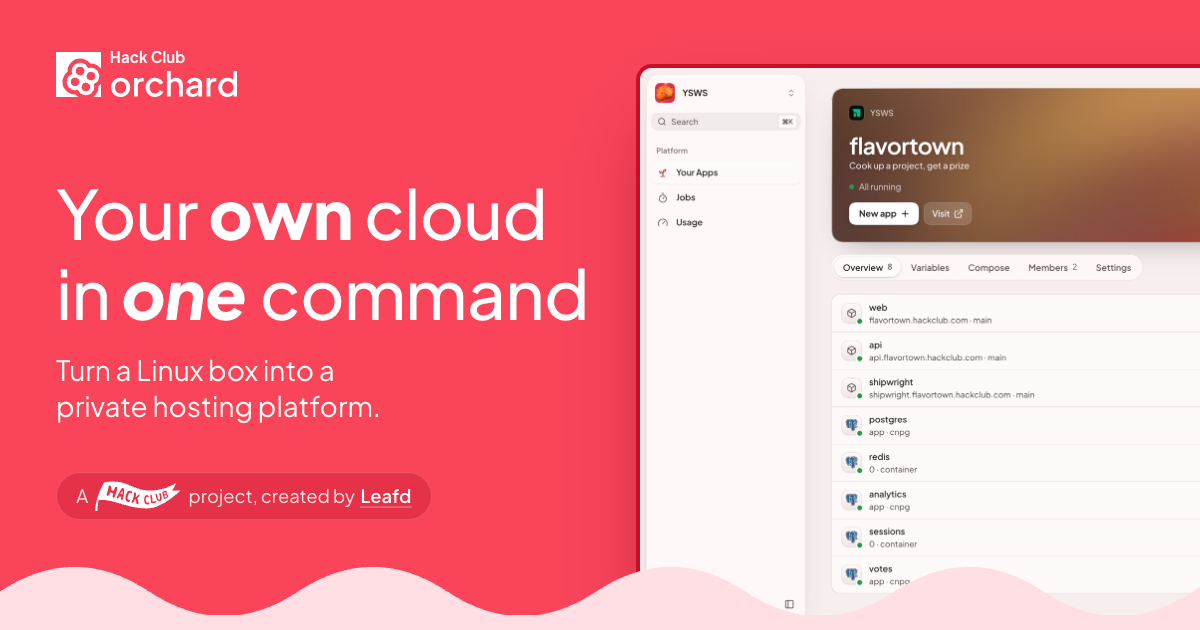 Hack Club
orchard
Your own cloud
in one command
Turn a Linux box into a
private hosting platform.
A HACK CLUB project, created by Leafd
YSWS
Search ⌘K
Platform
Your Apps
Jobs
Usage
YSWS
flavortown
Cook up a project, get a prize
All running
New app + Visit
Overview 8 Variables Compose Members 2 Settings
web
flavortown.hackclub.com · main
api
api.flavortown.hackclub.com · main
shipwright
shipwright.flavortown.hackclub.com · main
postgres
app · cnpg
redis
0 · container
analytics
app · cnpg
sessions
0 · container
votes
app · cnpg